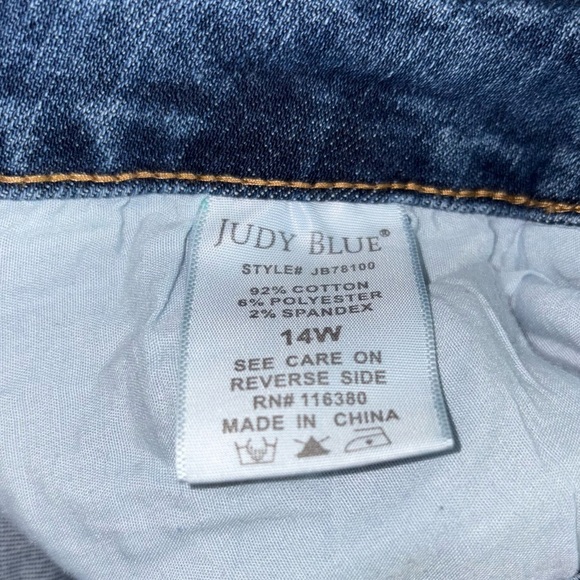 JUDY BLUE®
STYLE# JB78100
92% COTTON
6% POLYESTER
2% SPANDEX
14W
SEE CARE ON
REVERSE SIDE
RN# 116380
MADE IN CHINA